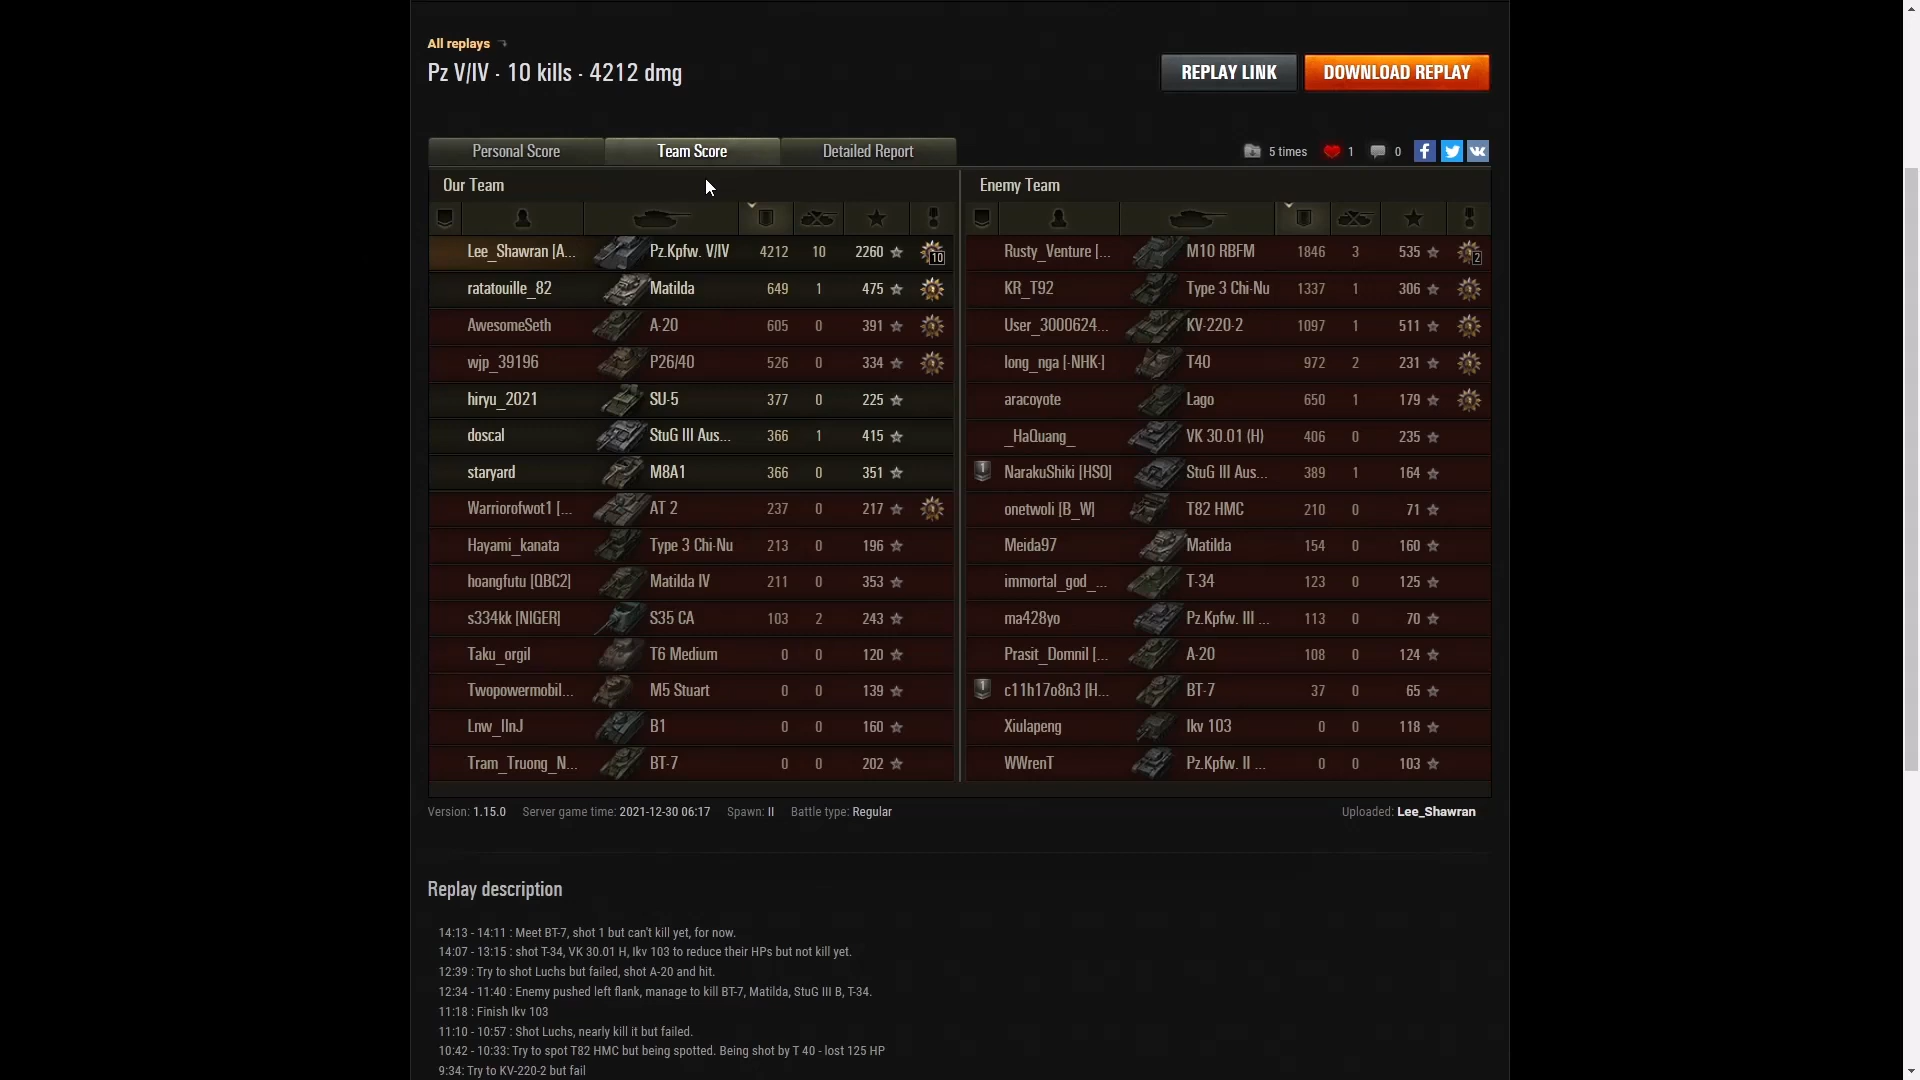 All replays
Pz V/IV - 10 kills - 4212 dmg
REPLAY LINK
DOWNLOAD REPLAY
Personal Score
Team Score
Detailed Report
5 times
1
0
Our Team
Enemy Team
Lee_Shawran [A... Pz.Kpfw. V/IV 4212 10 2260 10
Rusty_Venture [... M10 RBFM 1846 3 535 2
ratatouille_82 Matilda 649 1 475
KR_T92 Type 3 Chi-Nu 1337 1 306
AwesomeSeth A-20 605 0 391
User_3000624... KV-220-2 1097 1 511
wjp_39196 P26/40 526 0 334
long_nga [-NHK-] T40 972 2 231
hiryu_2021 SU-5 377 0 225
aracoyote Lago 650 1 179
doscal StuG III Aus... 366 1 415
_HaQuang_ VK 30.01 (H) 406 0 235
staryard M8A1 366 0 351
1 NarakuShiki [HSO] StuG III Aus... 389 1 164
Warriorofwot1 [... AT 2 237 0 217
onetwoli [B_W] T82 HMC 210 0 71
Hayami_kanata Type 3 Chi-Nu 213 0 196
Meida97 Matilda 154 0 160
hoangfutu [QBC2] Matilda IV 211 0 353
immortal_god_... T-34 123 0 125
s334kk [NIGER] S35 CA 103 2 243
ma428yo Pz.Kpfw. III ... 113 0 70
Taku_orgil T6 Medium 0 0 120
Prasit_Domnil [... A-20 108 0 124
Twopowermobil... M5 Stuart 0 0 139
1 c11h17o8n3 [H... BT-7 37 0 65
Lnw_IInJ B1 0 0 160
Xiulapeng Ikv 103 0 0 118
Tram_Truong_N... BT-7 0 0 202
WWrenT Pz.Kpfw. II ... 0 0 103
Version: 1.15.0 Server game time: 2021-12-30 06:17 Spawn: II Battle type: Regular
Uploaded: Lee_Shawran
Replay description
14:13 - 14:11 : Meet BT-7, shot 1 but can't kill yet, for now.
14:07 - 13:15 : shot T-34, VK 30.01 H, Ikv 103 to reduce their HPs but not kill yet.
12:39 : Try to shot Luchs but failed, shot A-20 and hit.
12:34 - 11:40 : Enemy pushed left flank, manage to kill BT-7, Matilda, StuG III B, T-34.
11:18 : Finish Ikv 103
11:10 - 10:57 : Shot Luchs, nearly kill it but failed.
10:42 - 10:33: Try to spot T82 HMC but being spotted. Being shot by T 40 - lost 125 HP
9:34: Try to KV-220-2 but fail